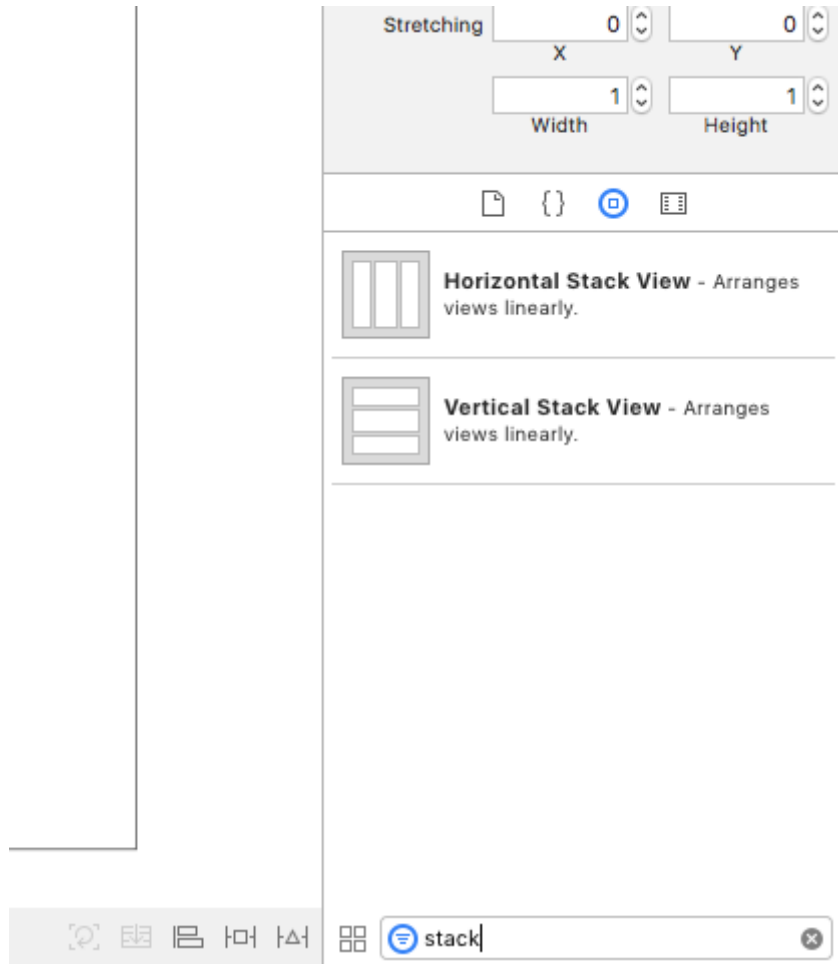 Stretching 0 0
X Y
1 1
Width Height
{}
Horizontal Stack View - Arranges
views linearly.
Vertical Stack View - Arranges
views linearly.
stack